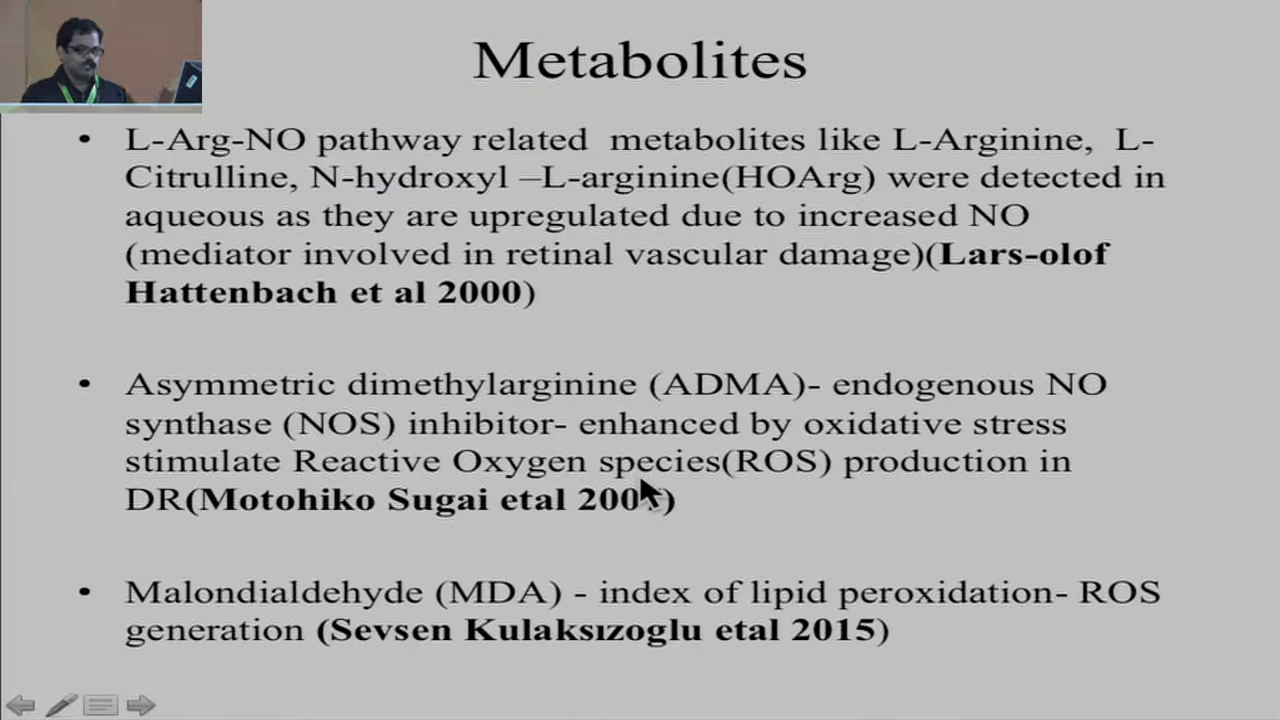 Metabolites
• L-Arg-NO pathway related metabolites like L-Arginine, L-
Citrulline, N-hydroxyl –L-arginine(HOArg) were detected in
aqueous as they are upregulated due to increased NO
(mediator involved in retinal vascular damage)(Lars-olof
Hattenbach et al 2000)
• Asymmetric dimethylarginine (ADMA)- endogenous NO
synthase (NOS) inhibitor- enhanced by oxidative stress
stimulate Reactive Oxygen species(ROS) production in
DR(Motohiko Sugai etal
• Malondialdehyde (MDA) - index of lipid peroxidation- ROS
generation (Sevsen Kulaksızoglu etal 2015)